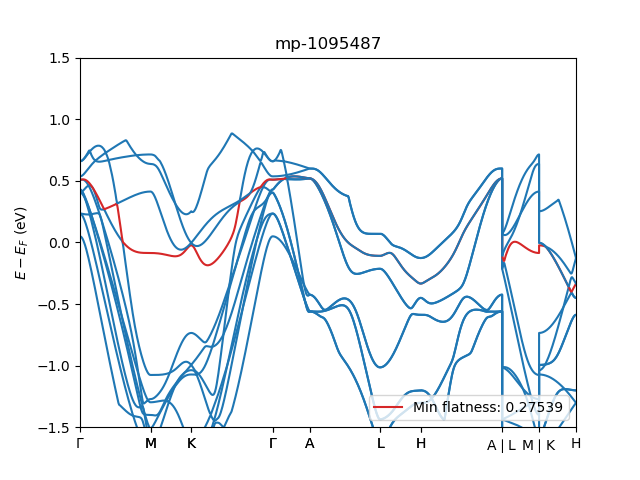 mp-1095487
E − E_F (eV)
1.5
1.0
0.5
0.0
−0.5
−1.0
−1.5
Min flatness: 0.27539
Γ M K Γ A L H A | L M | K H